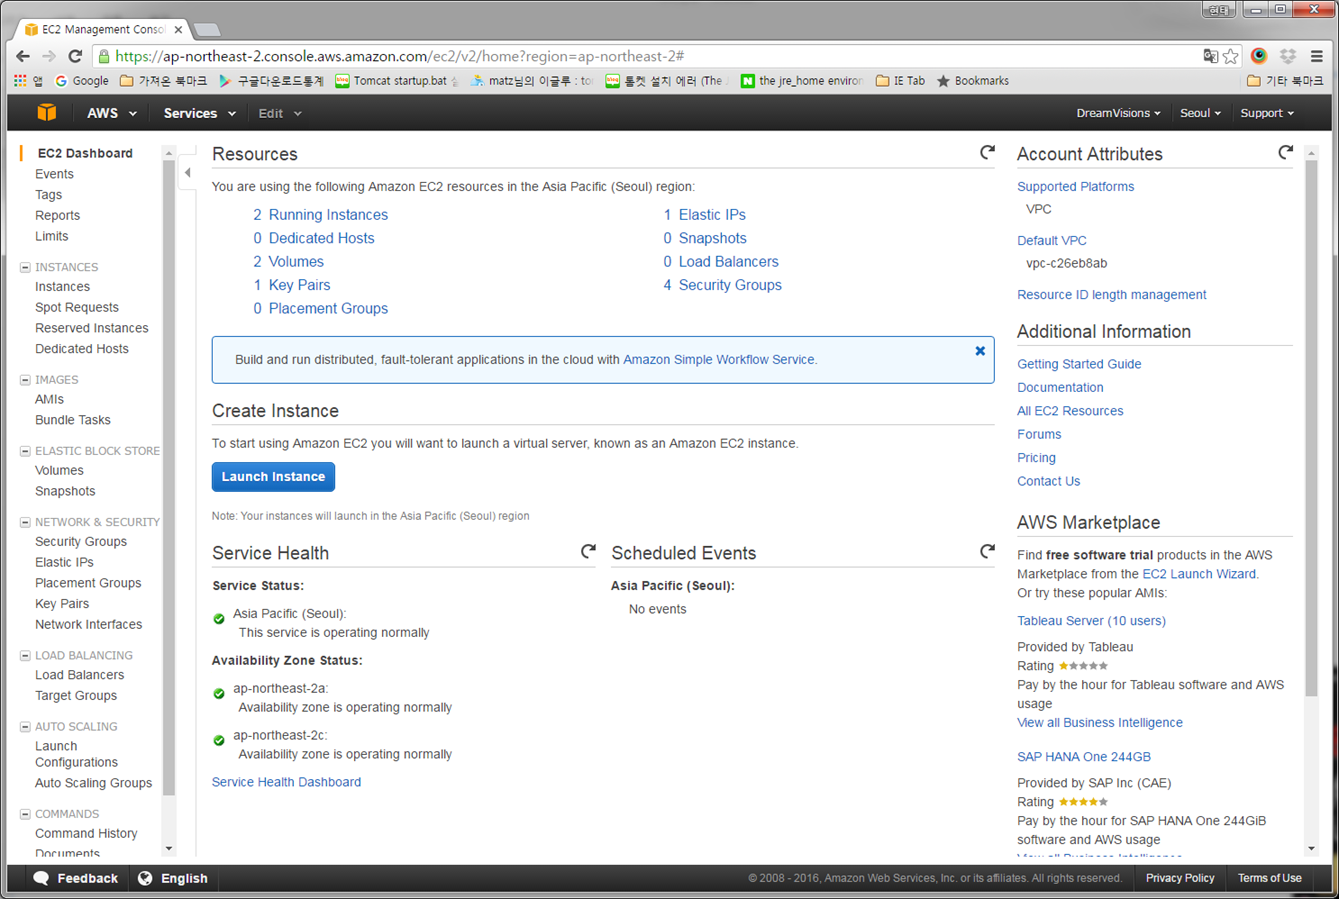 현태
EC2 Management Consol
https://ap-northeast-2.console.aws.amazon.com/ec2/v2/home?region=ap-northeast-2#
앱 Google 가져온 북마크 구글다운로드통계 Tomcat startup.bat matz님의 이글루 : tor 톰켓 설치 에러 (The the jre_home environ IE Tab Bookmarks 기타 북마크
AWS Services Edit DreamVisions Seoul Support
EC2 Dashboard
Events
Tags
Reports
Limits
INSTANCES
Instances
Spot Requests
Reserved Instances
Dedicated Hosts
IMAGES
AMIs
Bundle Tasks
ELASTIC BLOCK STORE
Volumes
Snapshots
NETWORK & SECURITY
Security Groups
Elastic IPs
Placement Groups
Key Pairs
Network Interfaces
LOAD BALANCING
Load Balancers
Target Groups
AUTO SCALING
Launch
Configurations
Auto Scaling Groups
COMMANDS
Command History
Documents
Resources
You are using the following Amazon EC2 resources in the Asia Pacific (Seoul) region:
2 Running Instances
0 Dedicated Hosts
2 Volumes
1 Key Pairs
0 Placement Groups
1 Elastic IPs
0 Snapshots
0 Load Balancers
4 Security Groups
Build and run distributed, fault-tolerant applications in the cloud with Amazon Simple Workflow Service.
Create Instance
To start using Amazon EC2 you will want to launch a virtual server, known as an Amazon EC2 instance.
Launch Instance
Note: Your instances will launch in the Asia Pacific (Seoul) region
Service Health
Service Status:
Asia Pacific (Seoul):
This service is operating normally
Availability Zone Status:
ap-northeast-2a:
Availability zone is operating normally
ap-northeast-2c:
Availability zone is operating normally
Service Health Dashboard
Scheduled Events
Asia Pacific (Seoul):
No events
Account Attributes
Supported Platforms
VPC
Default VPC
vpc-c26eb8ab
Resource ID length management
Additional Information
Getting Started Guide
Documentation
All EC2 Resources
Forums
Pricing
Contact Us
AWS Marketplace
Find free software trial products in the AWS
Marketplace from the EC2 Launch Wizard.
Or try these popular AMIs:
Tableau Server (10 users)
Provided by Tableau
Rating
Pay by the hour for Tableau software and AWS
usage
View all Business Intelligence
SAP HANA One 244GB
Provided by SAP Inc (CAE)
Rating
Pay by the hour for SAP HANA One 244GiB
software and AWS usage
View all Business Intelligence
Feedback English © 2008 - 2016, Amazon Web Services, Inc. or its affiliates. All rights reserved. Privacy Policy Terms of Use